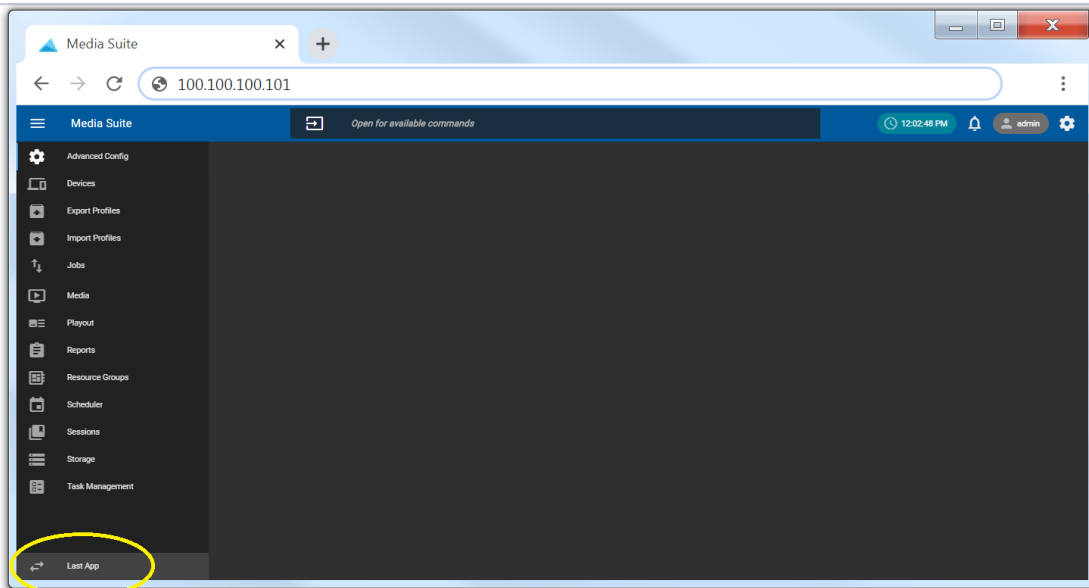 Media Suite
100.100.100.101
Media Suite
Open for available commands
12:02:48 PM
admin
Advanced Config
Devices
Export Profiles
Import Profiles
Jobs
Media
Playout
Reports
Resource Groups
Scheduler
Sessions
Storage
Task Management
Last App